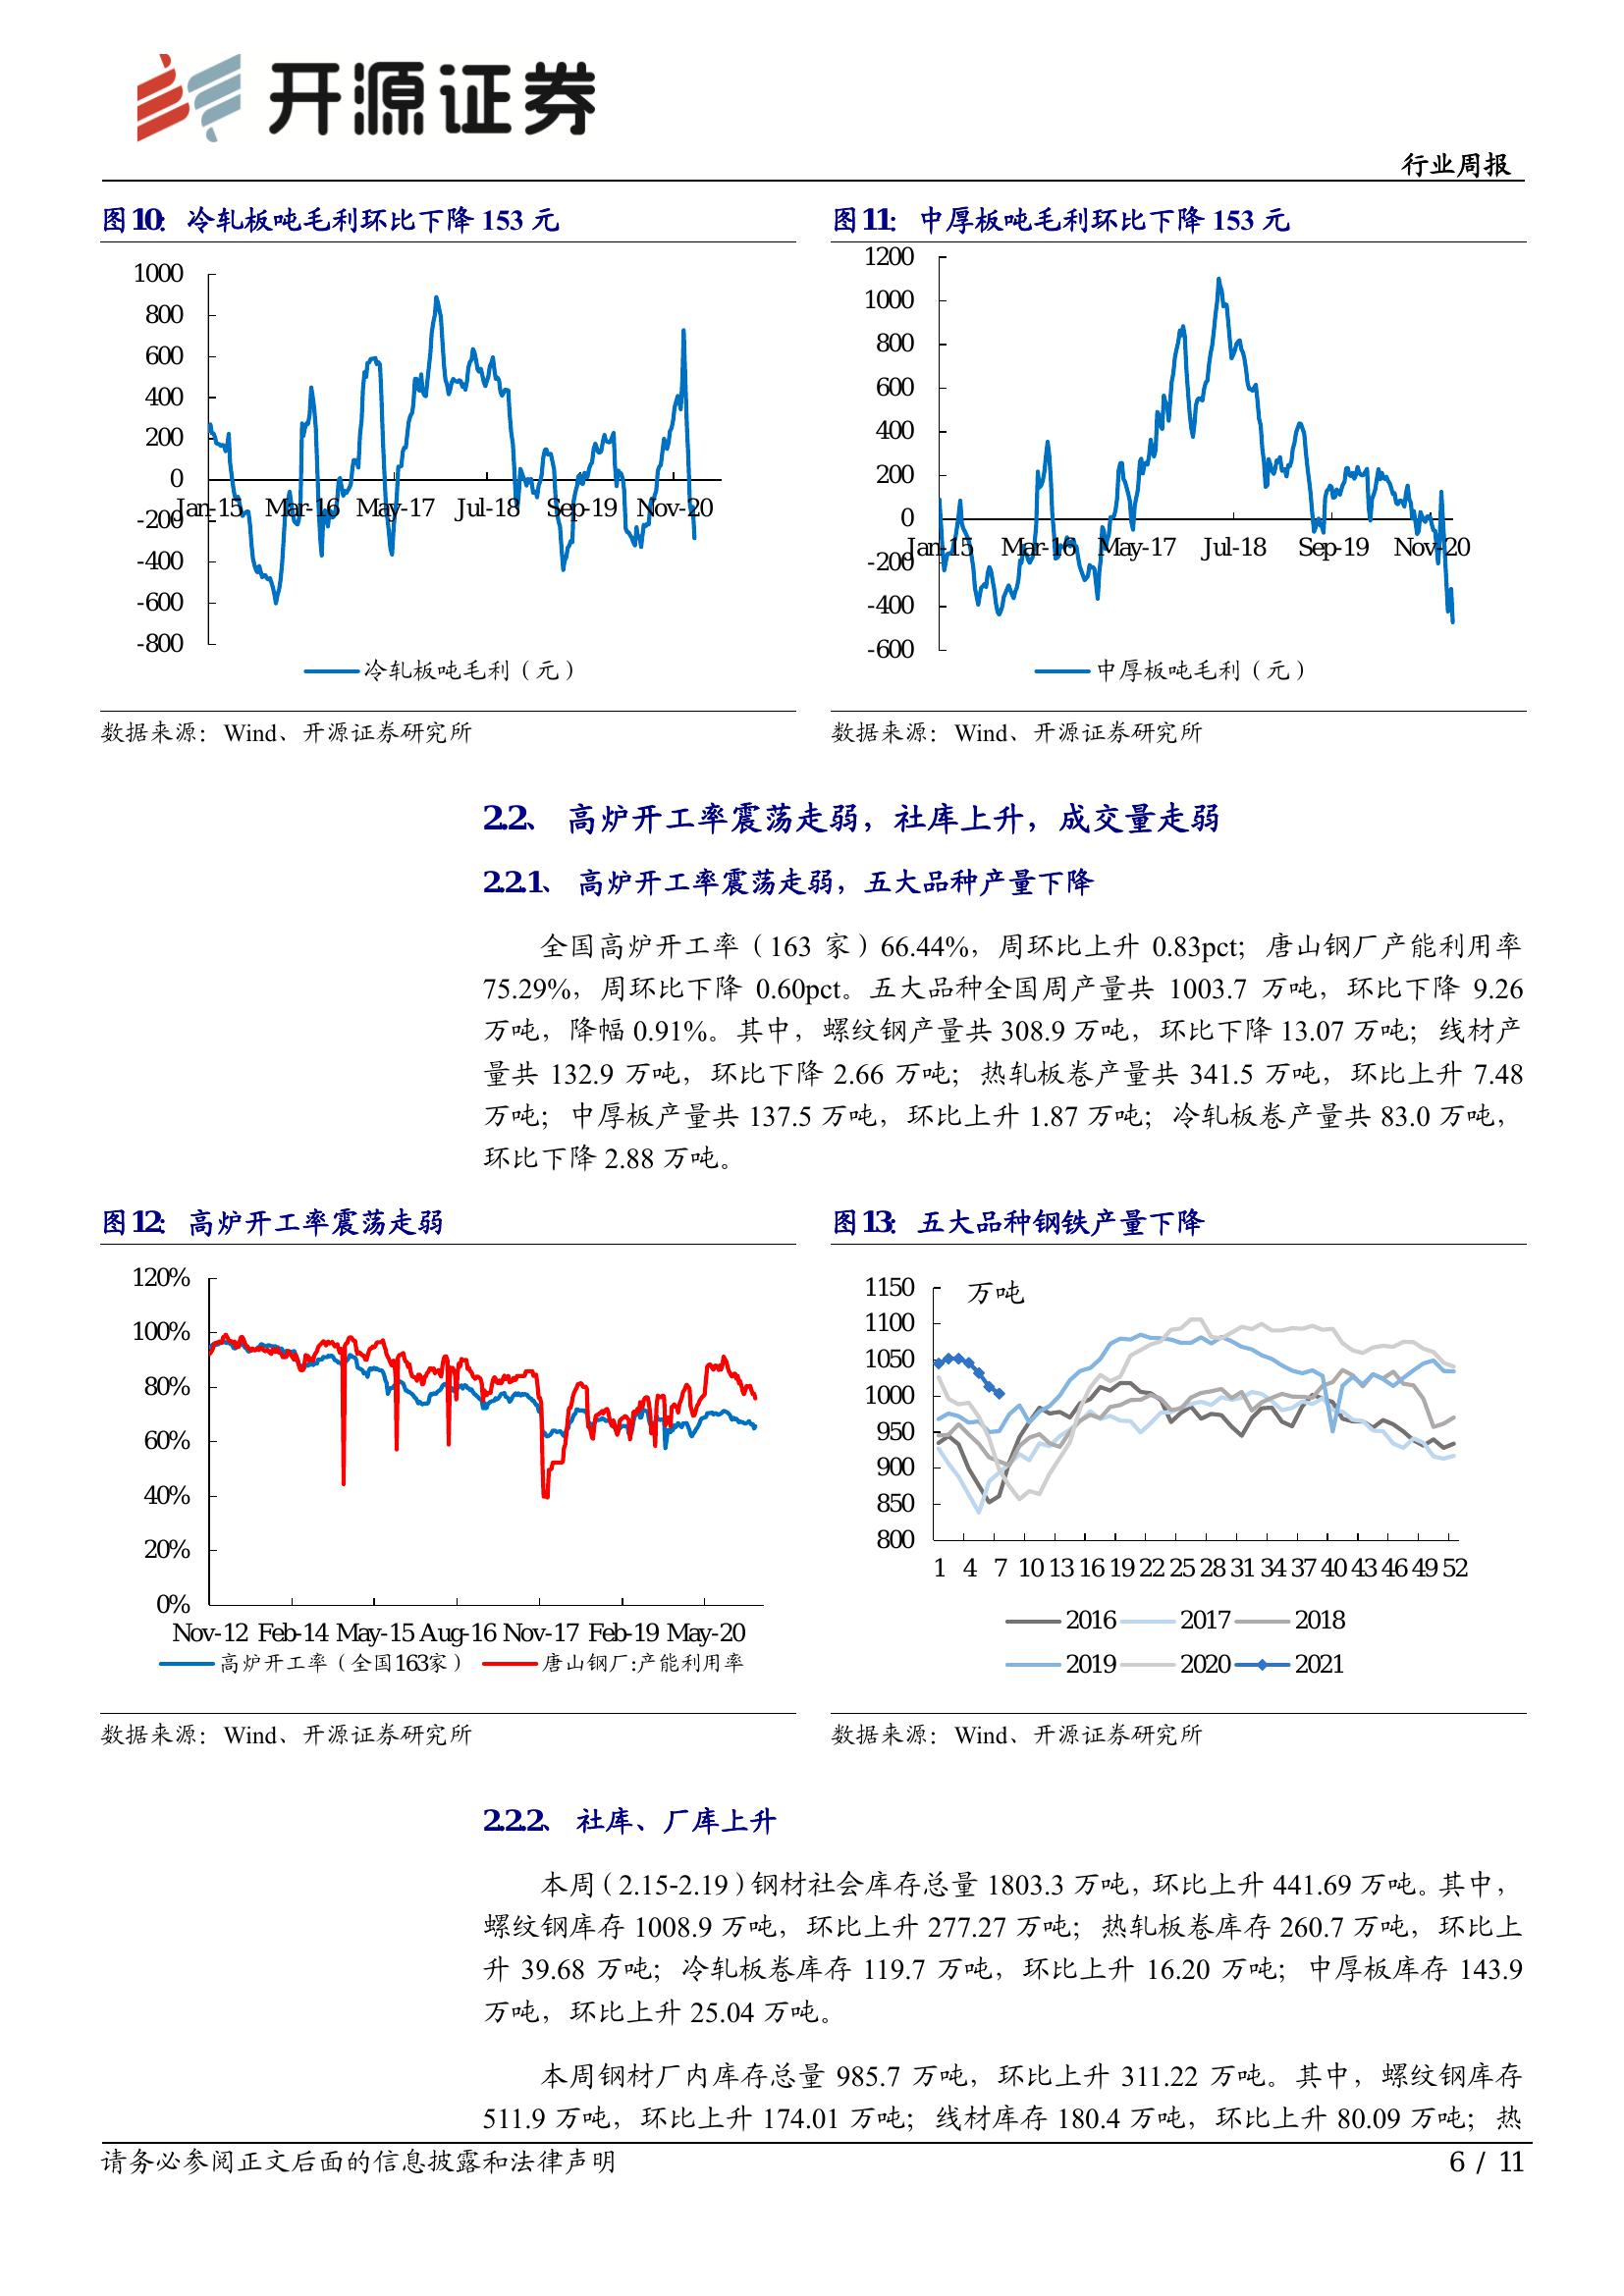 开源证券
行业周报
图10： 冷轧板吨毛利环比下降 153 元
1000
800
600
400
200
0
-200
-400
-600
-800
Jan-15 Mar-16 May-17 Jul-18 Sep-19 Nov-20
冷轧板吨毛利（元）
数据来源：Wind、开源证券研究所
图11： 中厚板吨毛利环比下降 153 元
1200
1000
800
600
400
200
0
-200
-400
-600
Jan-15 Mar-16 May-17 Jul-18 Sep-19 Nov-20
中厚板吨毛利（元）
数据来源：Wind、开源证券研究所
2.2、 高炉开工率震荡走弱，社库上升，成交量走弱
2.2.1、 高炉开工率震荡走弱，五大品种产量下降
全国高炉开工率（163 家）66.44%，周环比上升 0.83pct；唐山钢厂产能利用率
75.29%，周环比下降 0.60pct。五大品种全国周产量共 1003.7 万吨，环比下降 9.26
万吨，降幅 0.91%。其中，螺纹钢产量共 308.9 万吨，环比下降 13.07 万吨；线材产
量共 132.9 万吨，环比下降 2.66 万吨；热轧板卷产量共 341.5 万吨，环比上升 7.48
万吨；中厚板产量共 137.5 万吨，环比上升 1.87 万吨；冷轧板卷产量共 83.0 万吨，
环比下降 2.88 万吨。
图12： 高炉开工率震荡走弱
120%
100%
80%
60%
40%
20%
0%
Nov-12 Feb-14 May-15 Aug-16 Nov-17 Feb-19 May-20
高炉开工率（全国163家） 唐山钢厂:产能利用率
数据来源：Wind、开源证券研究所
图13： 五大品种钢铁产量下降
万吨
1150
1100
1050
1000
950
900
850
800
1 4 7 10 13 16 19 22 25 28 31 34 37 40 43 46 49 52
2016 2017 2018
2019 2020 2021
数据来源：Wind、开源证券研究所
2.2.2、 社库、厂库上升
本周（2.15-2.19）钢材社会库存总量 1803.3 万吨，环比上升 441.69 万吨。其中，
螺纹钢库存 1008.9 万吨，环比上升 277.27 万吨；热轧板卷库存 260.7 万吨，环比上
升 39.68 万吨；冷轧板卷库存 119.7 万吨，环比上升 16.20 万吨；中厚板库存 143.9
万吨，环比上升 25.04 万吨。
本周钢材厂内库存总量 985.7 万吨，环比上升 311.22 万吨。其中，螺纹钢库存
511.9 万吨，环比上升 174.01 万吨；线材库存 180.4 万吨，环比上升 80.09 万吨；热
请务必参阅正文后面的信息披露和法律声明
6 / 11